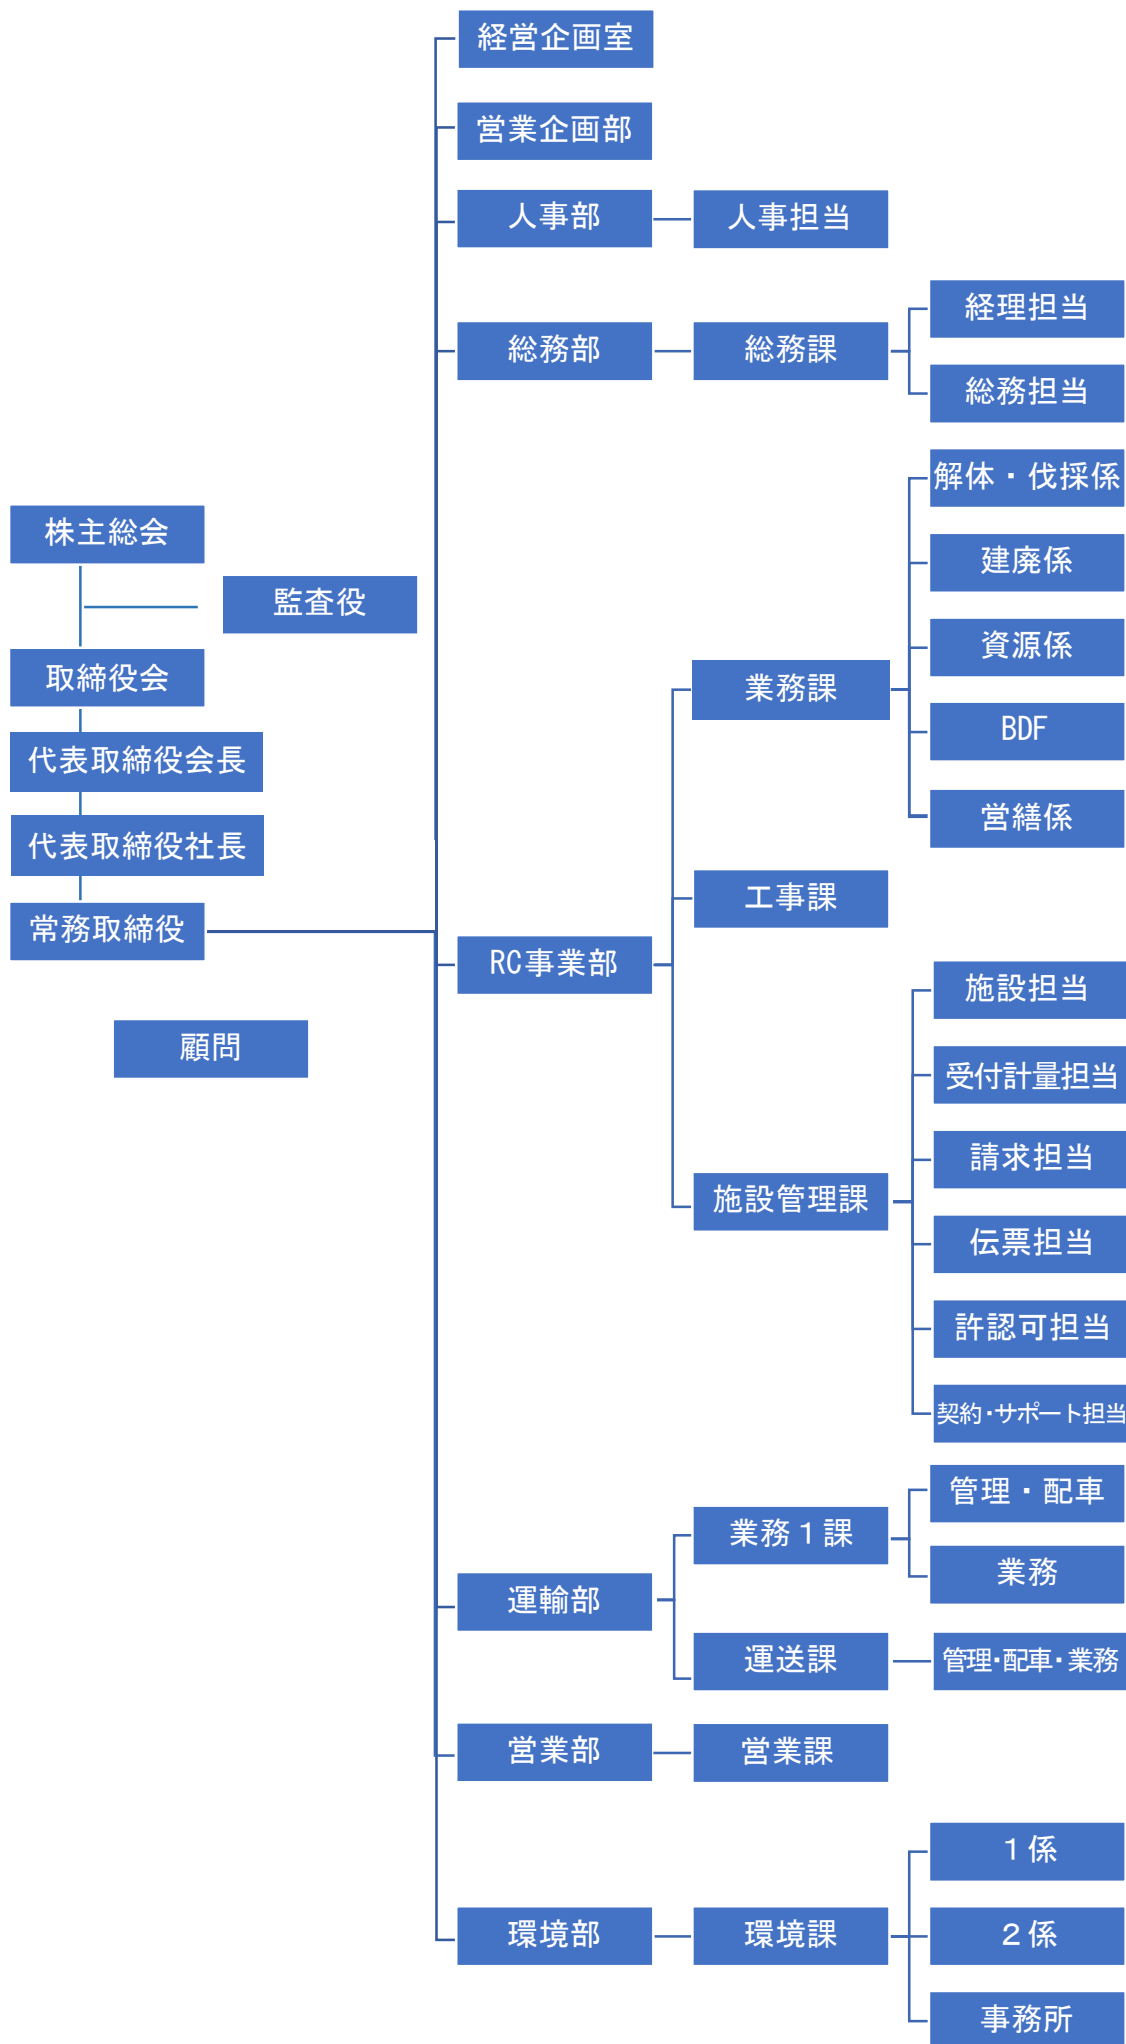 経営企画室
営業企画部
人事部
人事担当
総務部
総務課
経理担当
総務担当
株主総会
監査役
取締役会
代表取締役会長
代表取締役社長
常務取締役
顧問
RC事業部
業務課
解体・伐採係
建廃係
資源係
BDF
営繕係
工事課
施設管理課
施設担当
受付計量担当
請求担当
伝票担当
許認可担当
契約・サポート担当
運輸部
業務１課
管理・配車
業務
運送課
管理・配車・業務
営業部
営業課
環境部
環境課
１係
２係
事務所